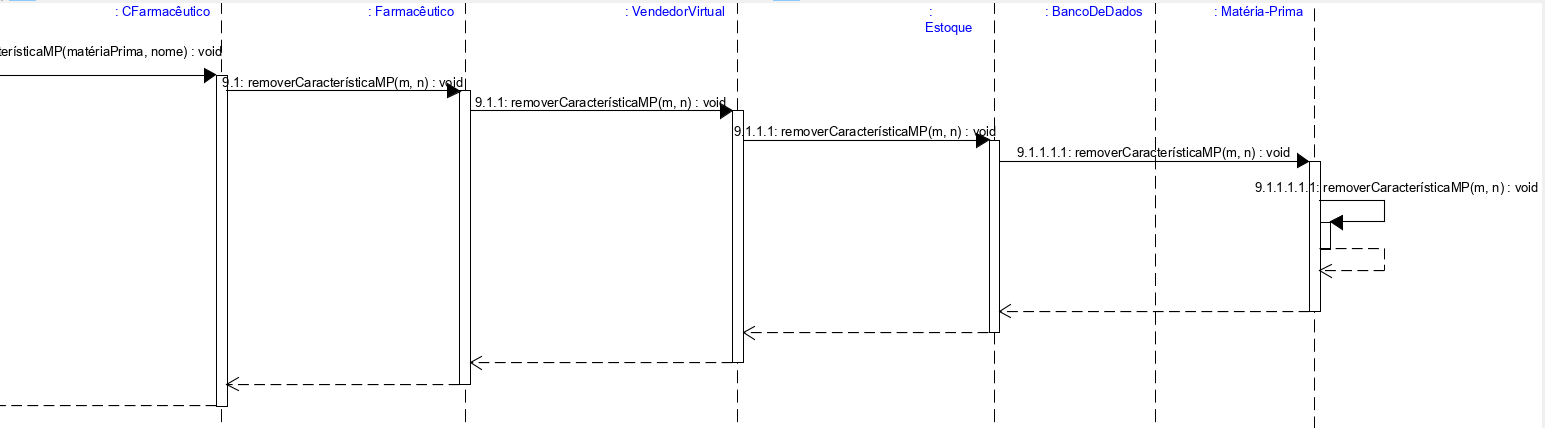 : CFarmacêutico
: Farmacêutico
: VendedorVirtual
:
Estoque
: BancoDeDados
: Matéria-Prima
terísticaMP(matériaPrima, nome) : void
9.1: removerCaracterísticaMP(m, n) : void
9.1.1: removerCaracterísticaMP(m, n) : void
9.1.1.1: removerCaracterísticaMP(m, n) : void
9.1.1.1.1: removerCaracterísticaMP(m, n) : void
9.1.1.1.1.1: removerCaracterísticaMP(m, n) : void